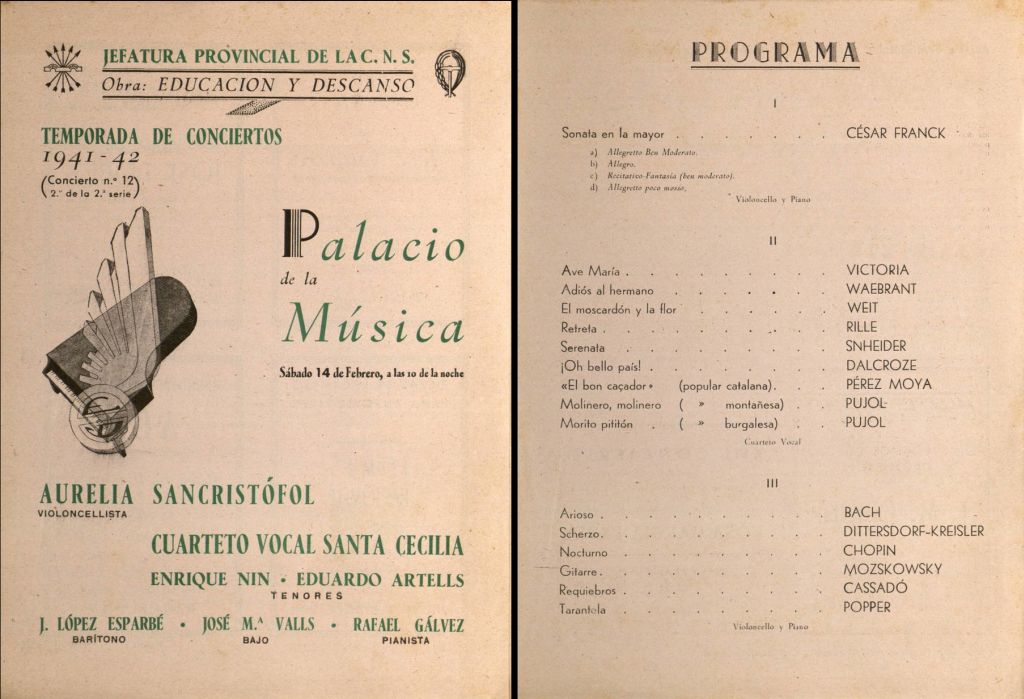 JEFATURA PROVINCIAL DE LA C. N. S.
Obra: EDUCACION Y DESCANSO
TEMPORADA DE CONCIERTOS
1941-42
(Concierto n.º 12)
2.º de la 2.ª serie
Palacio
de la
Música
Sábado 14 de Febrero, a las 10 de la noche
AURELIA SANCRISTÓFOL
VIOLONCELLISTA
CUARTETO VOCAL SANTA CECILIA
ENRIQUE NIN • EDUARDO ARTELLS
TENORES
J. LÓPEZ ESPARBÉ • JOSÉ M.ª VALLS • RAFAEL GÁLVEZ
BARÍTONO BAJO PIANISTA
PROGRAMA
I
Sonata en la mayor . . . . . . . CÉSAR FRANCK
a) Allegretto Ben Moderato.
b) Allegro.
c) Recitativo-Fantasía (ben moderato).
d) Allegretto poco mosso.
Violoncello y Piano
II
Ave María . . . . . . . . . VICTORIA
Adiós al hermano . . . . . . . WAEBRANT
El moscardón y la flor . . . . . . WEIT
Retreta . . . . . . . . . . RILLE
Serenata . . . . . . . . . SNHEIDER
¡Oh bello país! . . . . . . . . DALCROZE
«El bon caçador» (popular catalana) . . . PÉREZ MOYA
Molinero, molinero ( » montañesa) . . PUJOL
Morito pititón . ( » burgalesa) . . PUJOL
Cuarteto Vocal
III
Arioso . . . . . . . . . . BACH
Scherzo . . . . . . . . . . DITTERSDORF-KREISLER
Nocturno . . . . . . . . . CHOPIN
Gitarre . . . . . . . . . . MOZSKOWSKY
Requiebros . . . . . . . . . CASSADÓ
Tarantela . . . . . . . . . POPPER
Violoncello y Piano